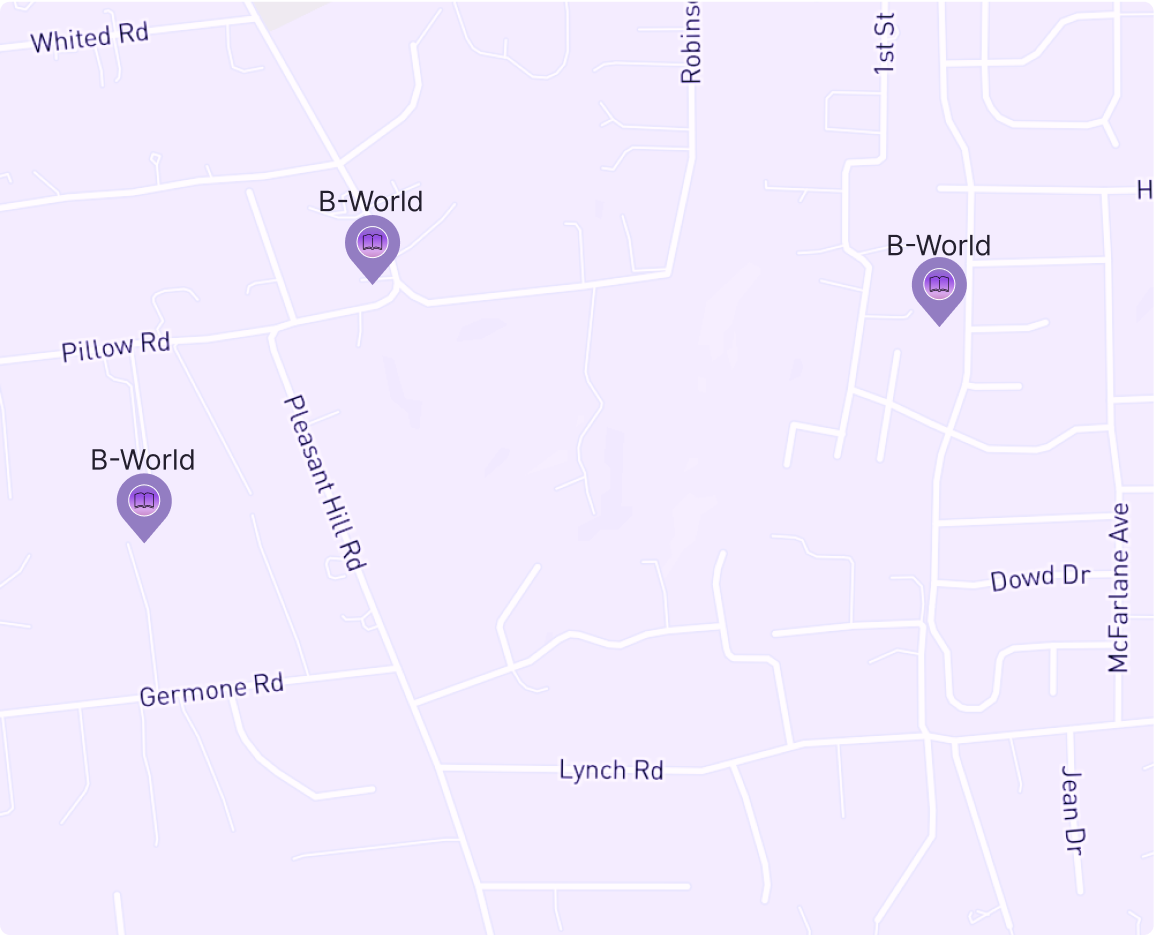 Whited Rd
Robins
1st St
B-World
H
B-World
Pillow Rd
B-World
Pleasant Hill Rd
McFarlane Ave
Dowd Dr
Germone Rd
Lynch Rd
Jean Dr